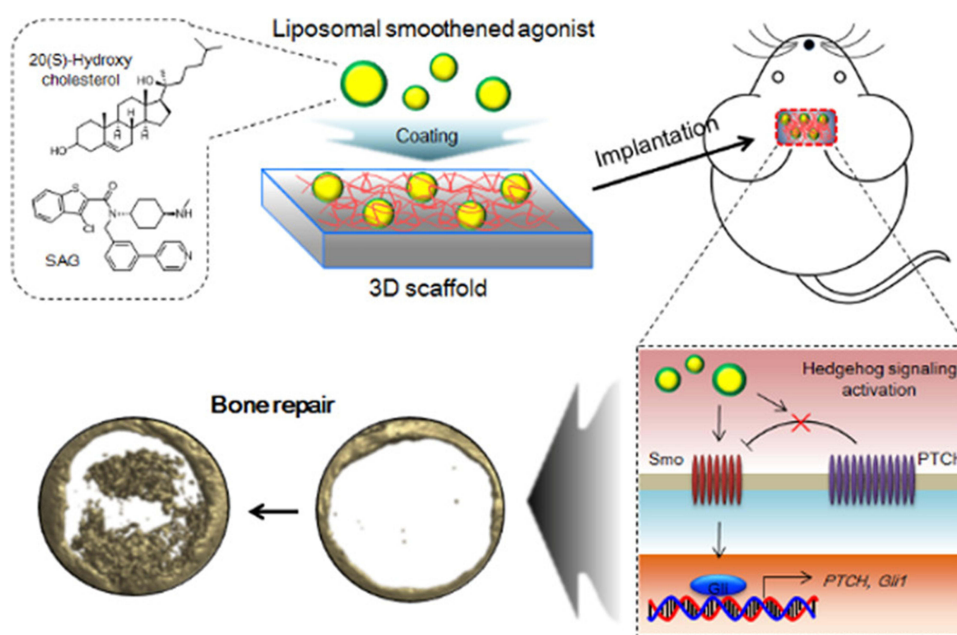 Liposomal smoothened agonist
20(S)-Hydroxy
cholesterol
HO
H
H
H
HO
S
O
N
Cl
NH
N
SAG
Coating
3D scaffold
Implantation
Hedgehog signaling
activation
Smo
PTCH
Gli
PTCH, Gli1
Bone repair